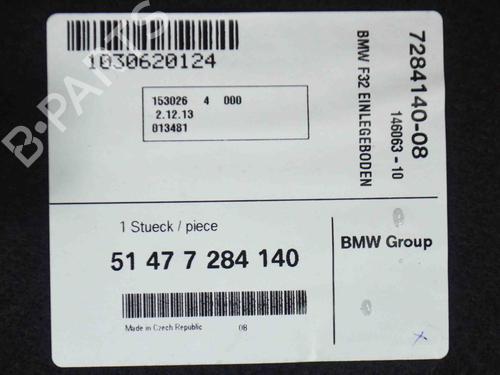 1030620124
153026 4 000
2.12.13
013481
7284140-08
146063-10
BMW F32 EINLEGEBODEN
1 Stueck / piece
51 47 7 284 140
BMW Group
Made in Czech Republic 08
B-PARTS